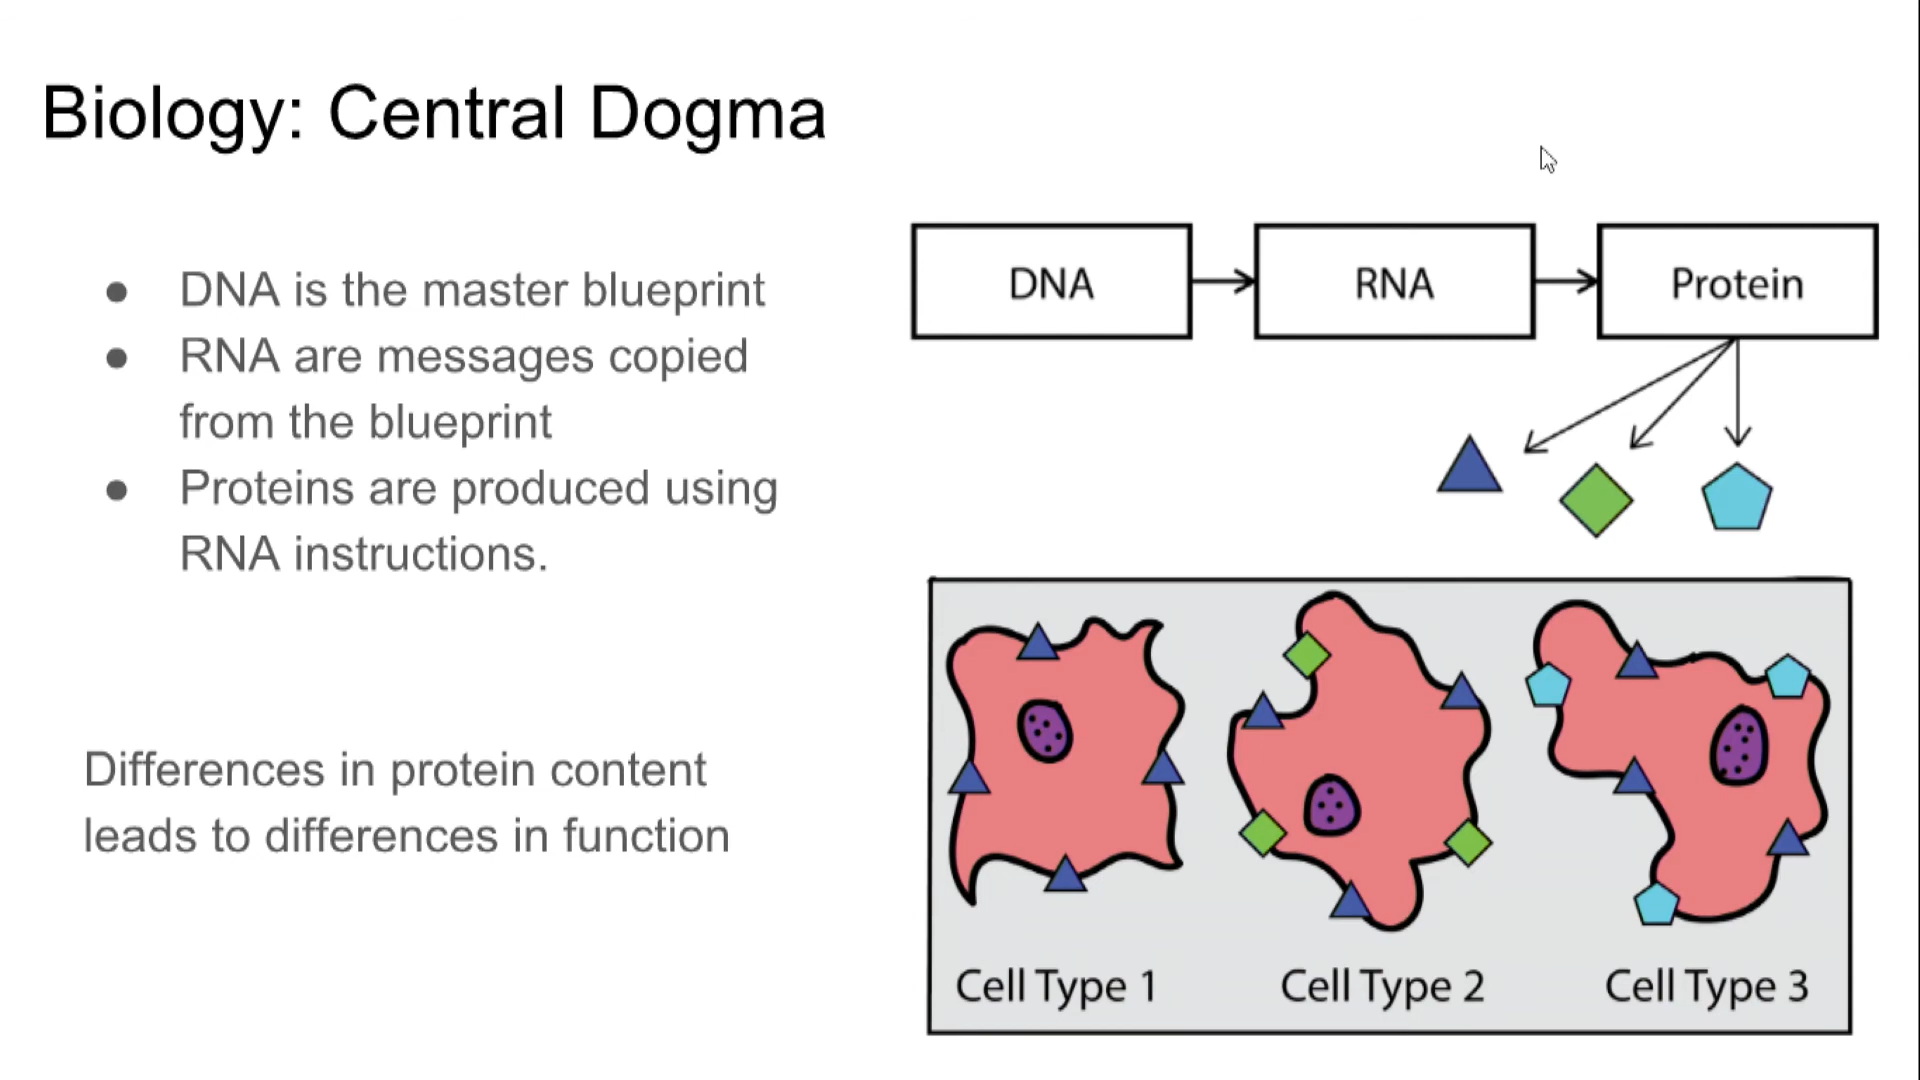 Biology: Central Dogma
● DNA is the master blueprint
● RNA are messages copied
from the blueprint
● Proteins are produced using
RNA instructions.
Differences in protein content
leads to differences in function
DNA
RNA
Protein
Cell Type 1
Cell Type 2
Cell Type 3